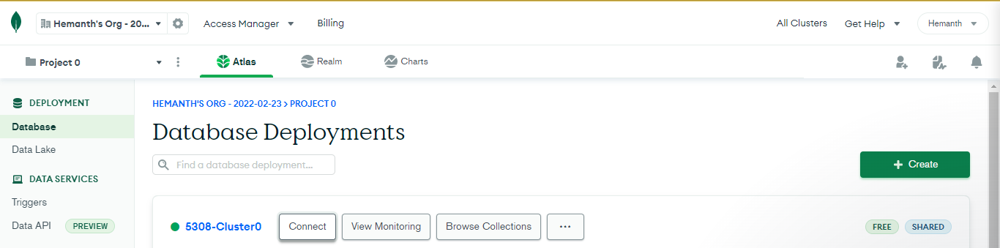 Hemanth's Org - 20... Access Manager Billing All Clusters Get Help Hemanth
Project 0 Atlas Realm Charts
DEPLOYMENT
Database
Data Lake
DATA SERVICES
Triggers
Data API PREVIEW
HEMANTH'S ORG - 2022-02-23 > PROJECT 0
Database Deployments
Find a database deployment...
+ Create
5308-Cluster0 Connect View Monitoring Browse Collections ... FREE SHARED